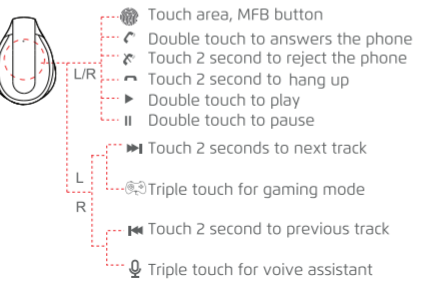 Touch area, MFB button
Double touch to answers the phone
Touch 2 second to reject the phone
L/R
Touch 2 second to hang up
Double touch to play
Double touch to pause
Touch 2 seconds to next track
L
Triple touch for gaming mode
R
Touch 2 second to previous track
Triple touch for voive assistant